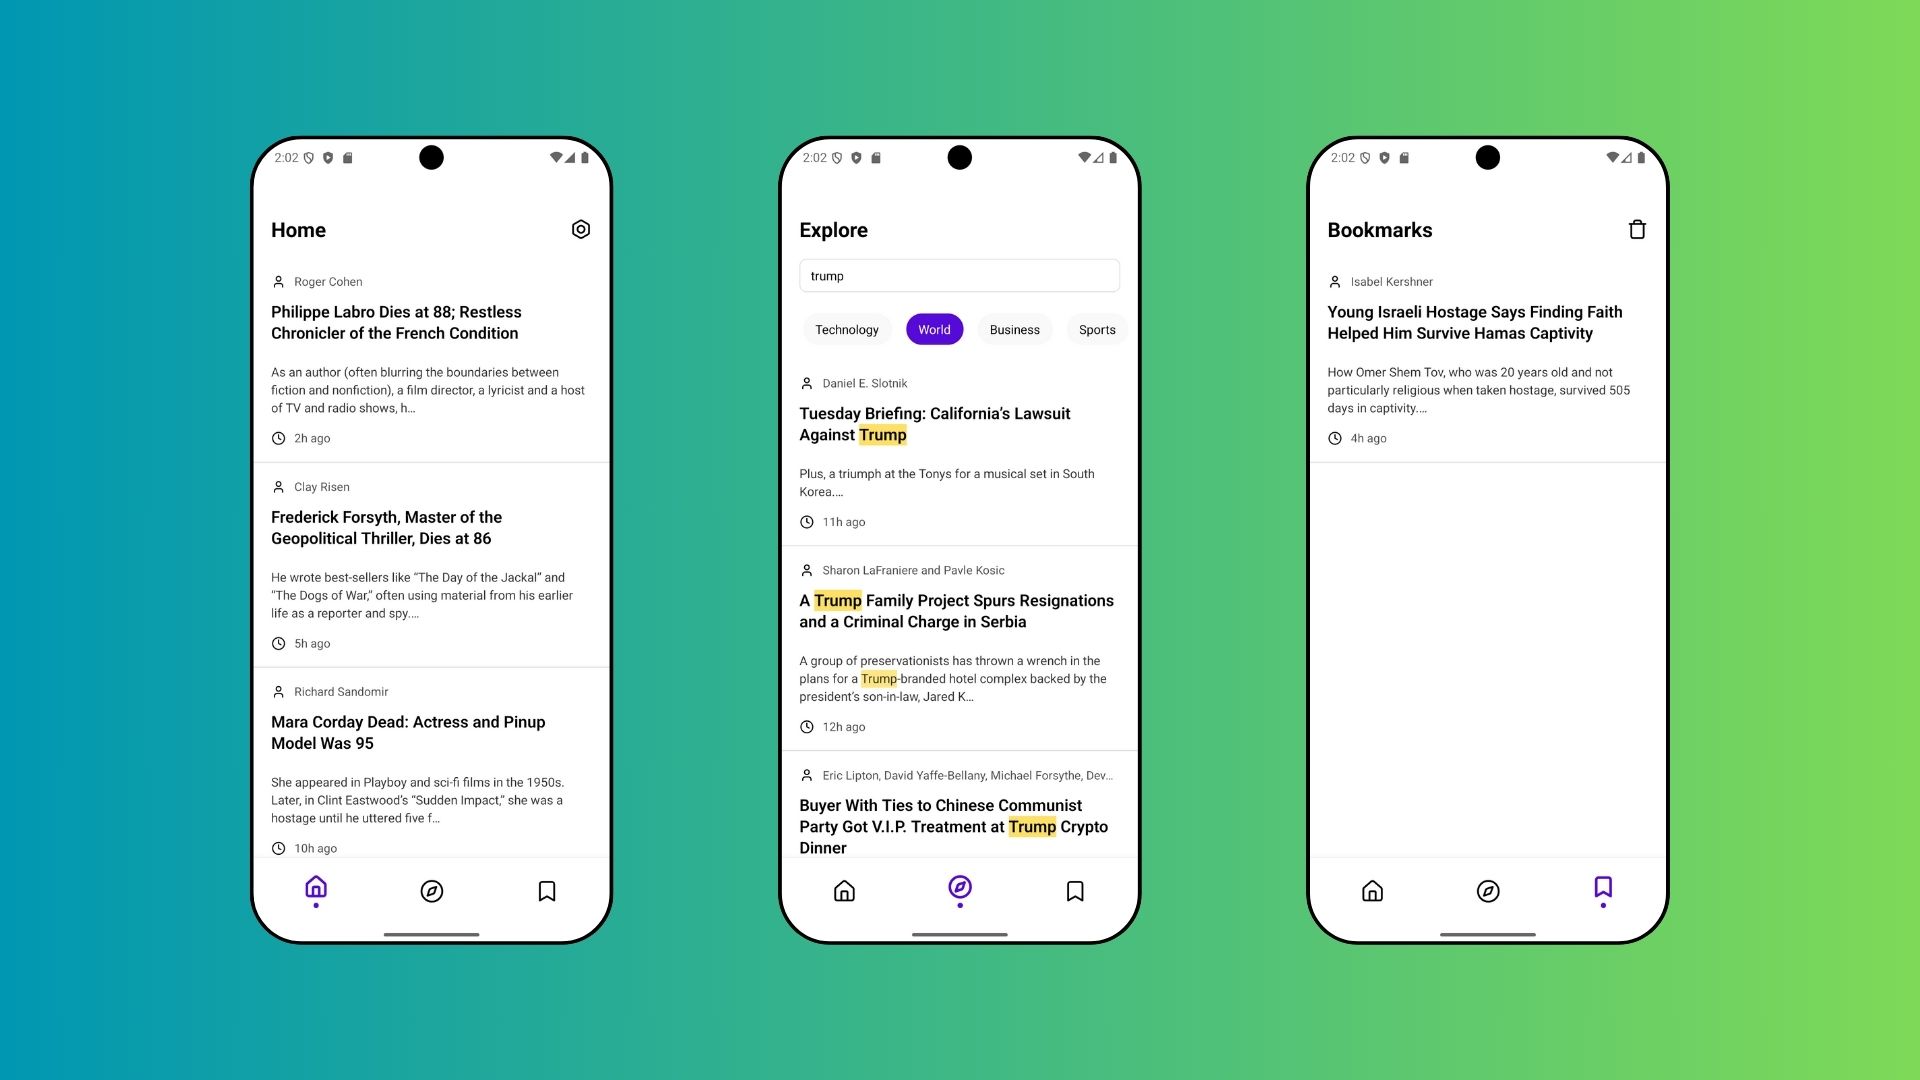 2:02
Home
Roger Cohen
Philippe Labro Dies at 88; Restless
Chronicler of the French Condition
As an author (often blurring the boundaries between
fiction and nonfiction), a film director, a lyricist and a host
of TV and radio shows, h...
2h ago
Clay Risen
Frederick Forsyth, Master of the
Geopolitical Thriller, Dies at 86
He wrote best-sellers like “The Day of the Jackal” and
“The Dogs of War,” often using material from his earlier
life as a reporter and spy....
5h ago
Richard Sandomir
Mara Corday Dead: Actress and Pinup
Model Was 95
She appeared in Playboy and sci-fi films in the 1950s.
Later, in Clint Eastwood’s “Sudden Impact,” she was a
hostage until he uttered five f...
10h ago
2:02
Explore
trump
Technology World Business Sports
Daniel E. Slotnik
Tuesday Briefing: California’s Lawsuit
Against Trump
Plus, a triumph at the Tonys for a musical set in South
Korea....
11h ago
Sharon LaFraniere and Pavle Kosic
A Trump Family Project Spurs Resignations
and a Criminal Charge in Serbia
A group of preservationists has thrown a wrench in the
plans for a Trump-branded hotel complex backed by the
president’s son-in-law, Jared K...
12h ago
Eric Lipton, David Yaffe-Bellany, Michael Forsythe, Dev...
Buyer With Ties to Chinese Communist
Party Got V.I.P. Treatment at Trump Crypto
Dinner
2:02
Bookmarks
Isabel Kershner
Young Israeli Hostage Says Finding Faith
Helped Him Survive Hamas Captivity
How Omer Shem Tov, who was 20 years old and not
particularly religious when taken hostage, survived 505
days in captivity....
4h ago